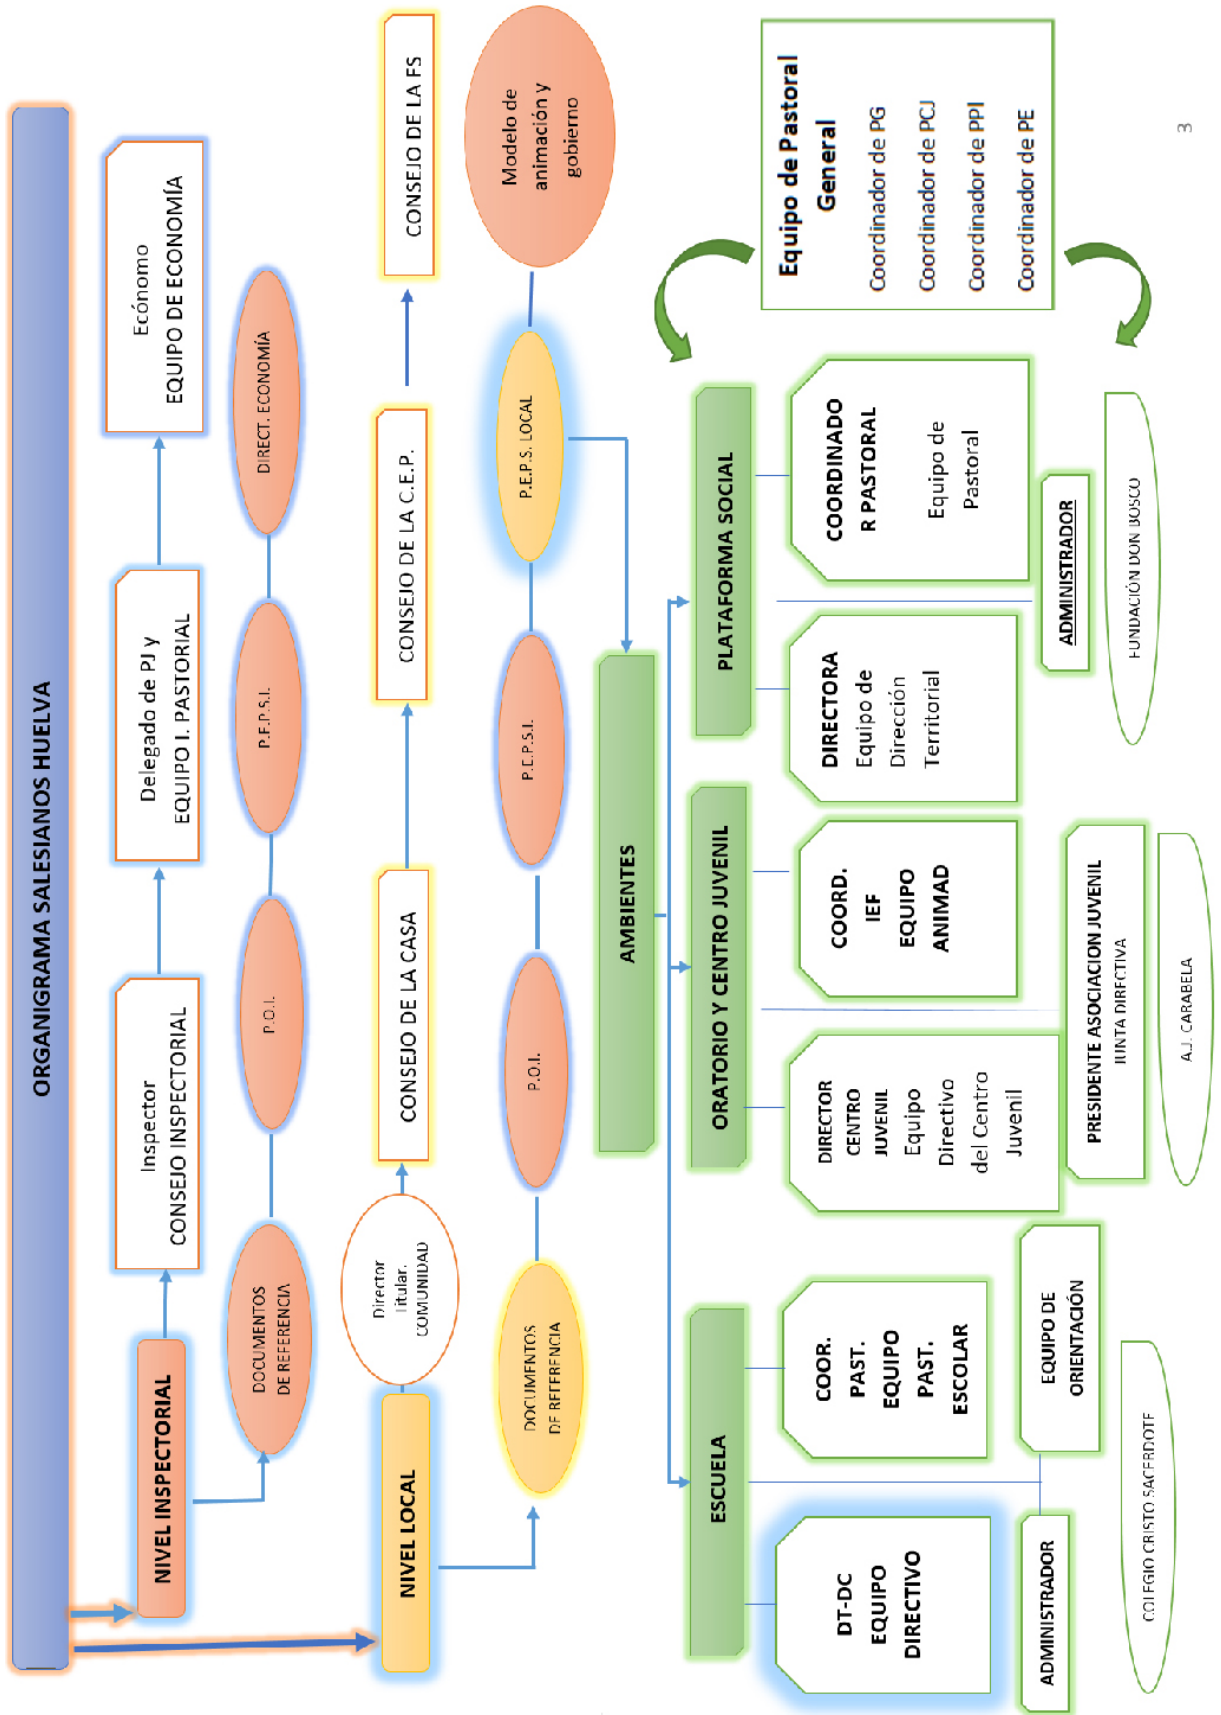 ORGANIGRAMA SALESIANOS HUELVA
NIVEL INSPECTORIAL
Inspector
CONSEJO INSPECTORIAL
Delegado de PJ y
EQUIPO I. PASTORIAL
Ecónomo
EQUIPO DE ECONOMÍA
DOCUMENTOS
DE REFERENCIA
P.O.I.
P.E.P.S.I.
DIRECT. ECONOMÍA
NIVEL LOCAL
Director
Titular.
COMUNIDAD
CONSEJO DE LA CASA
CONSEJO DE LA C.E.P.
CONSEJO DE LA FS
DOCUMENTOS
DE REFERENCIA
P.O.I.
P.E.P.S.I.
P.E.P.S. LOCAL
Modelo de
animación y
gobierno
AMBIENTES
ESCUELA
ORATORIO Y CENTRO JUVENIL
PLATAFORMA SOCIAL
DT-DC
EQUIPO
DIRECTIVO
COOR.
PAST.
EQUIPO
PAST.
ESCOLAR
ADMINISTRADOR
EQUIPO DE
ORIENTACIÓN
COLEGIO CRISTO SACERDOTE
DIRECTOR
CENTRO
JUVENIL
Equipo
Directivo
del Centro
Juvenil
COORD.
IEF
EQUIPO
ANIMAD
PRESIDENTE ASOCIACION JUVENIL
JUNTA DIRECTIVA
A.J. CARABELA
DIRECTORA
Equipo de
Dirección
Territorial
COORDINADO
R PASTORAL
Equipo de
Pastoral
ADMINISTRADOR
FUNDACIÓN DON BOSCO
Equipo de Pastoral
General
Coordinador de PG
Coordinador de PCJ
Coordinador de PPI
Coordinador de PE
3